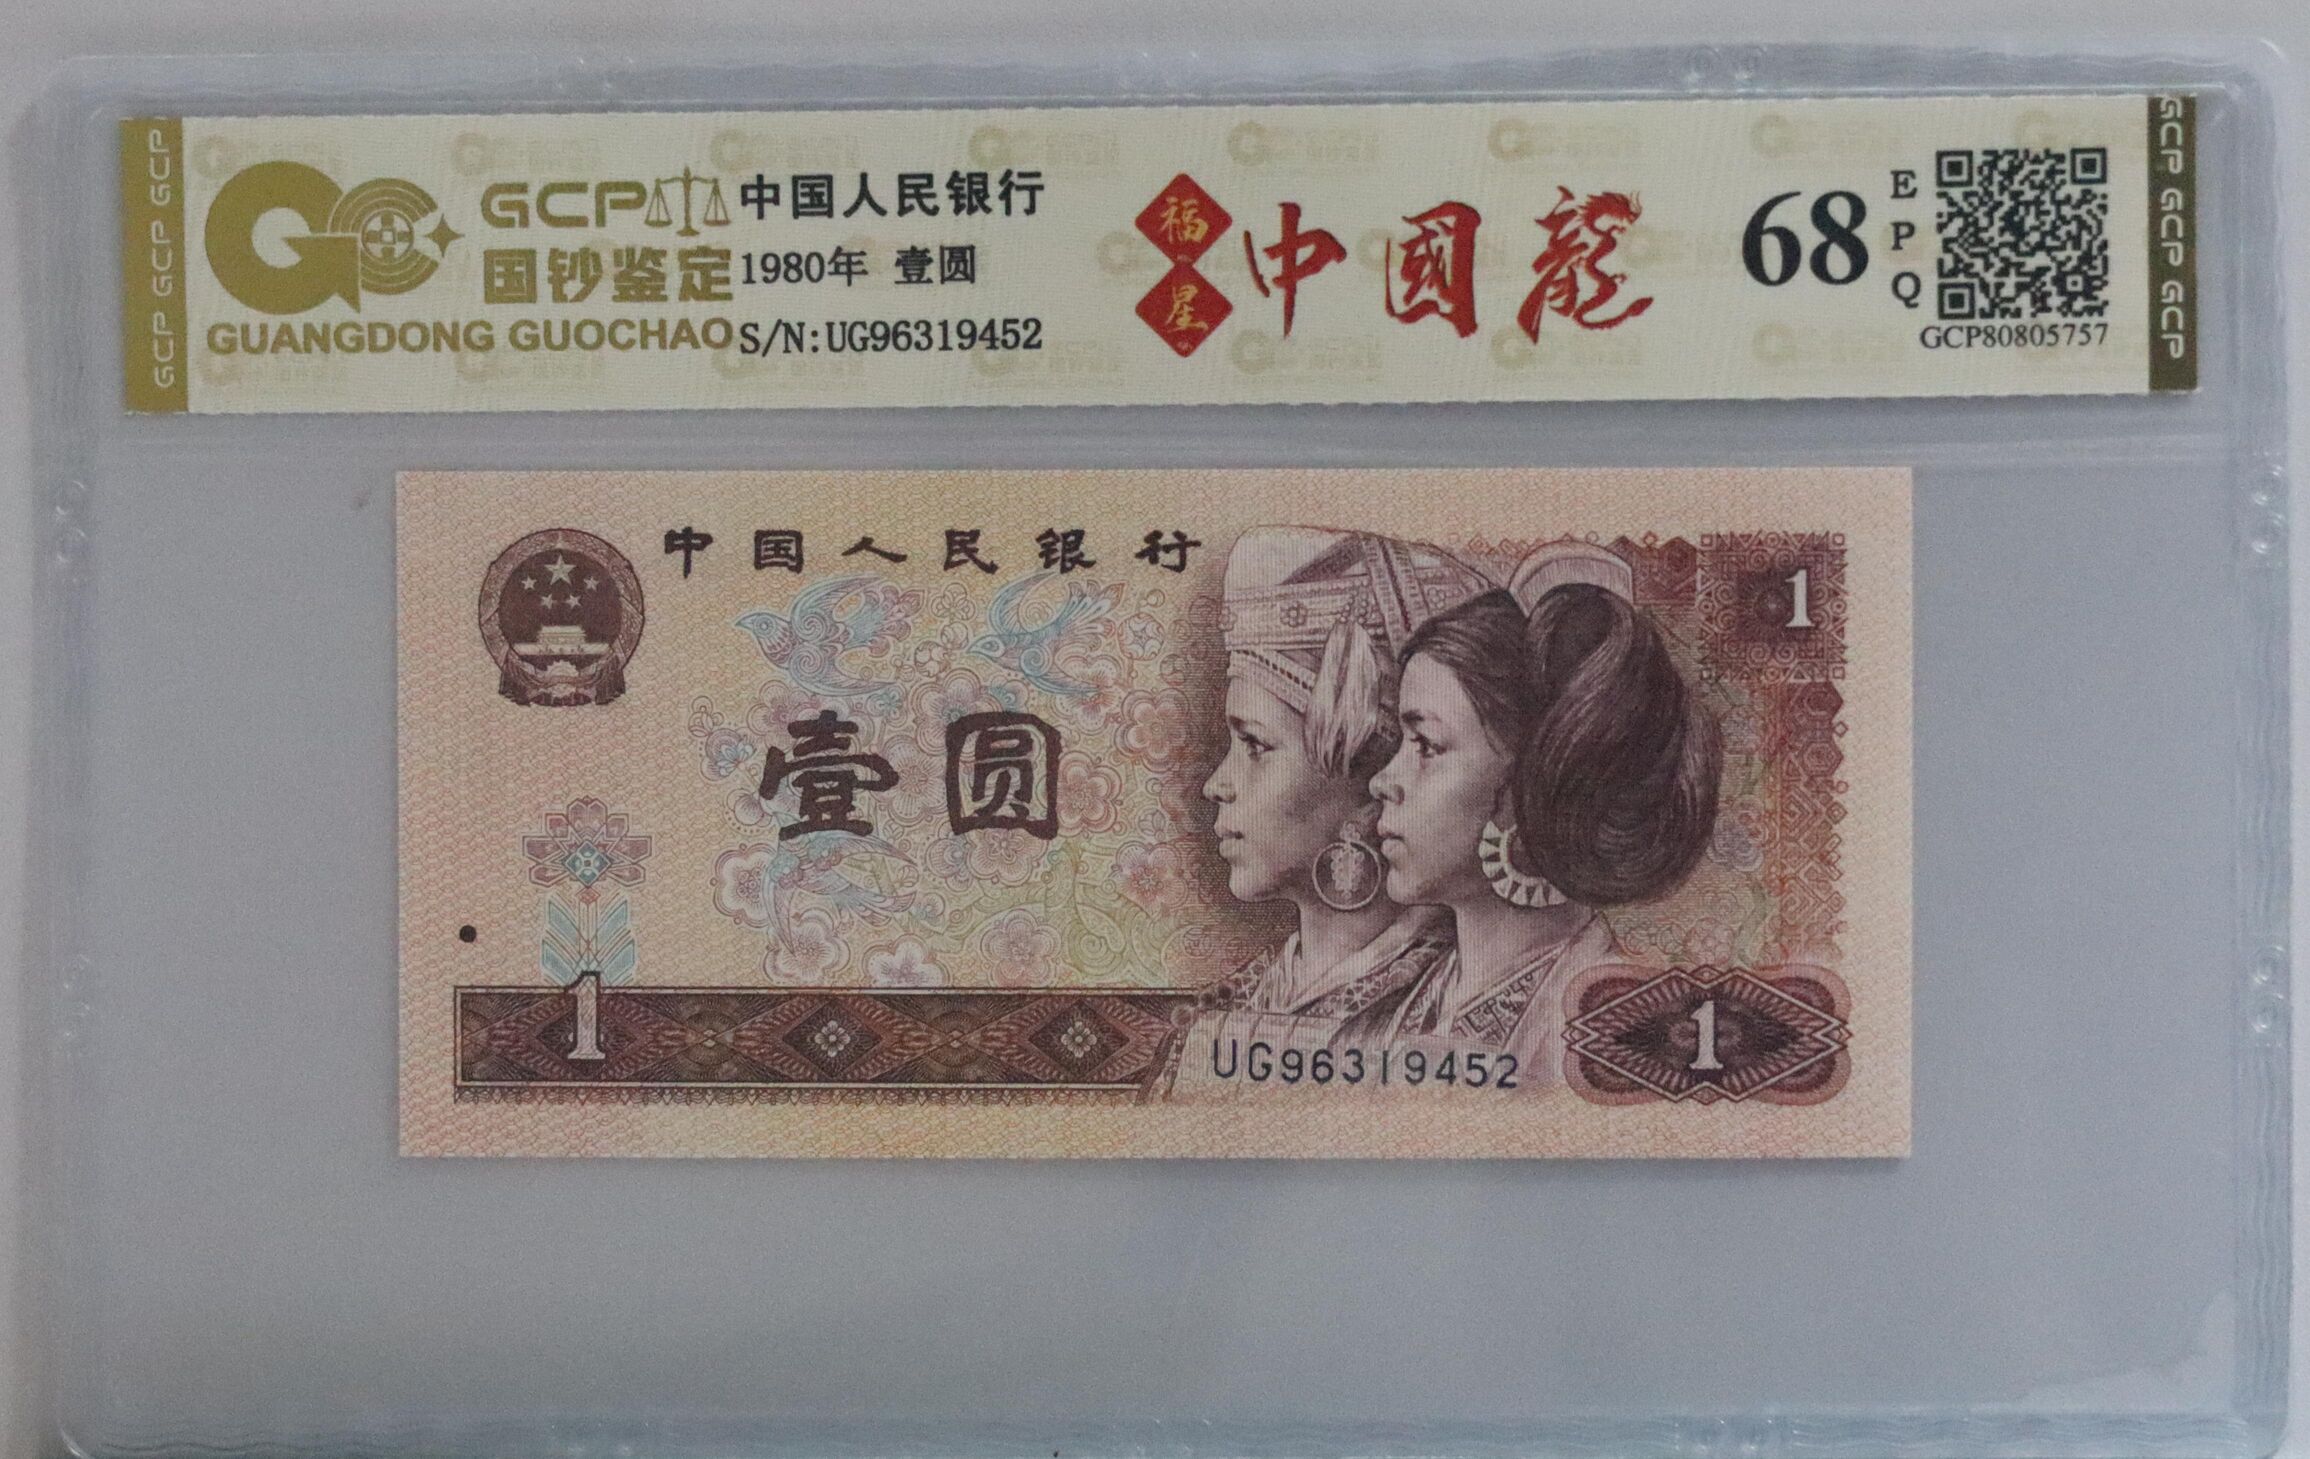 GCP GCP GCP
GCP
国钞鉴定
GUANGDONG GUOCHAO
中国人民银行
1980年 壹圆
S/N:UG96319452
福星
中國龍
68
EPQ
GCP80805757
GCP GCP GCP
中国人民银行
1
壹圆
1
UG96319452
1